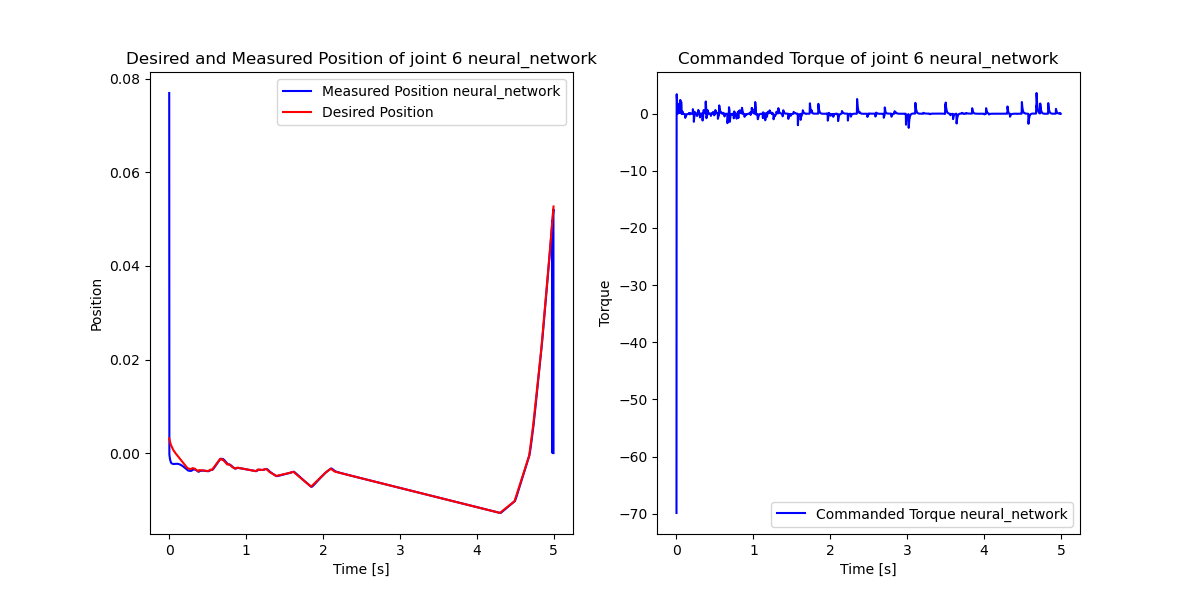 Desired and Measured Position of joint 6 neural_network
Measured Position neural_network
Desired Position
0.08
0.06
0.04
0.02
0.00
Position
0 1 2 3 4 5
Time [s]
Commanded Torque of joint 6 neural_network
0
−10
−20
−30
−40
−50
−60
−70
Torque
Commanded Torque neural_network
0 1 2 3 4 5
Time [s]